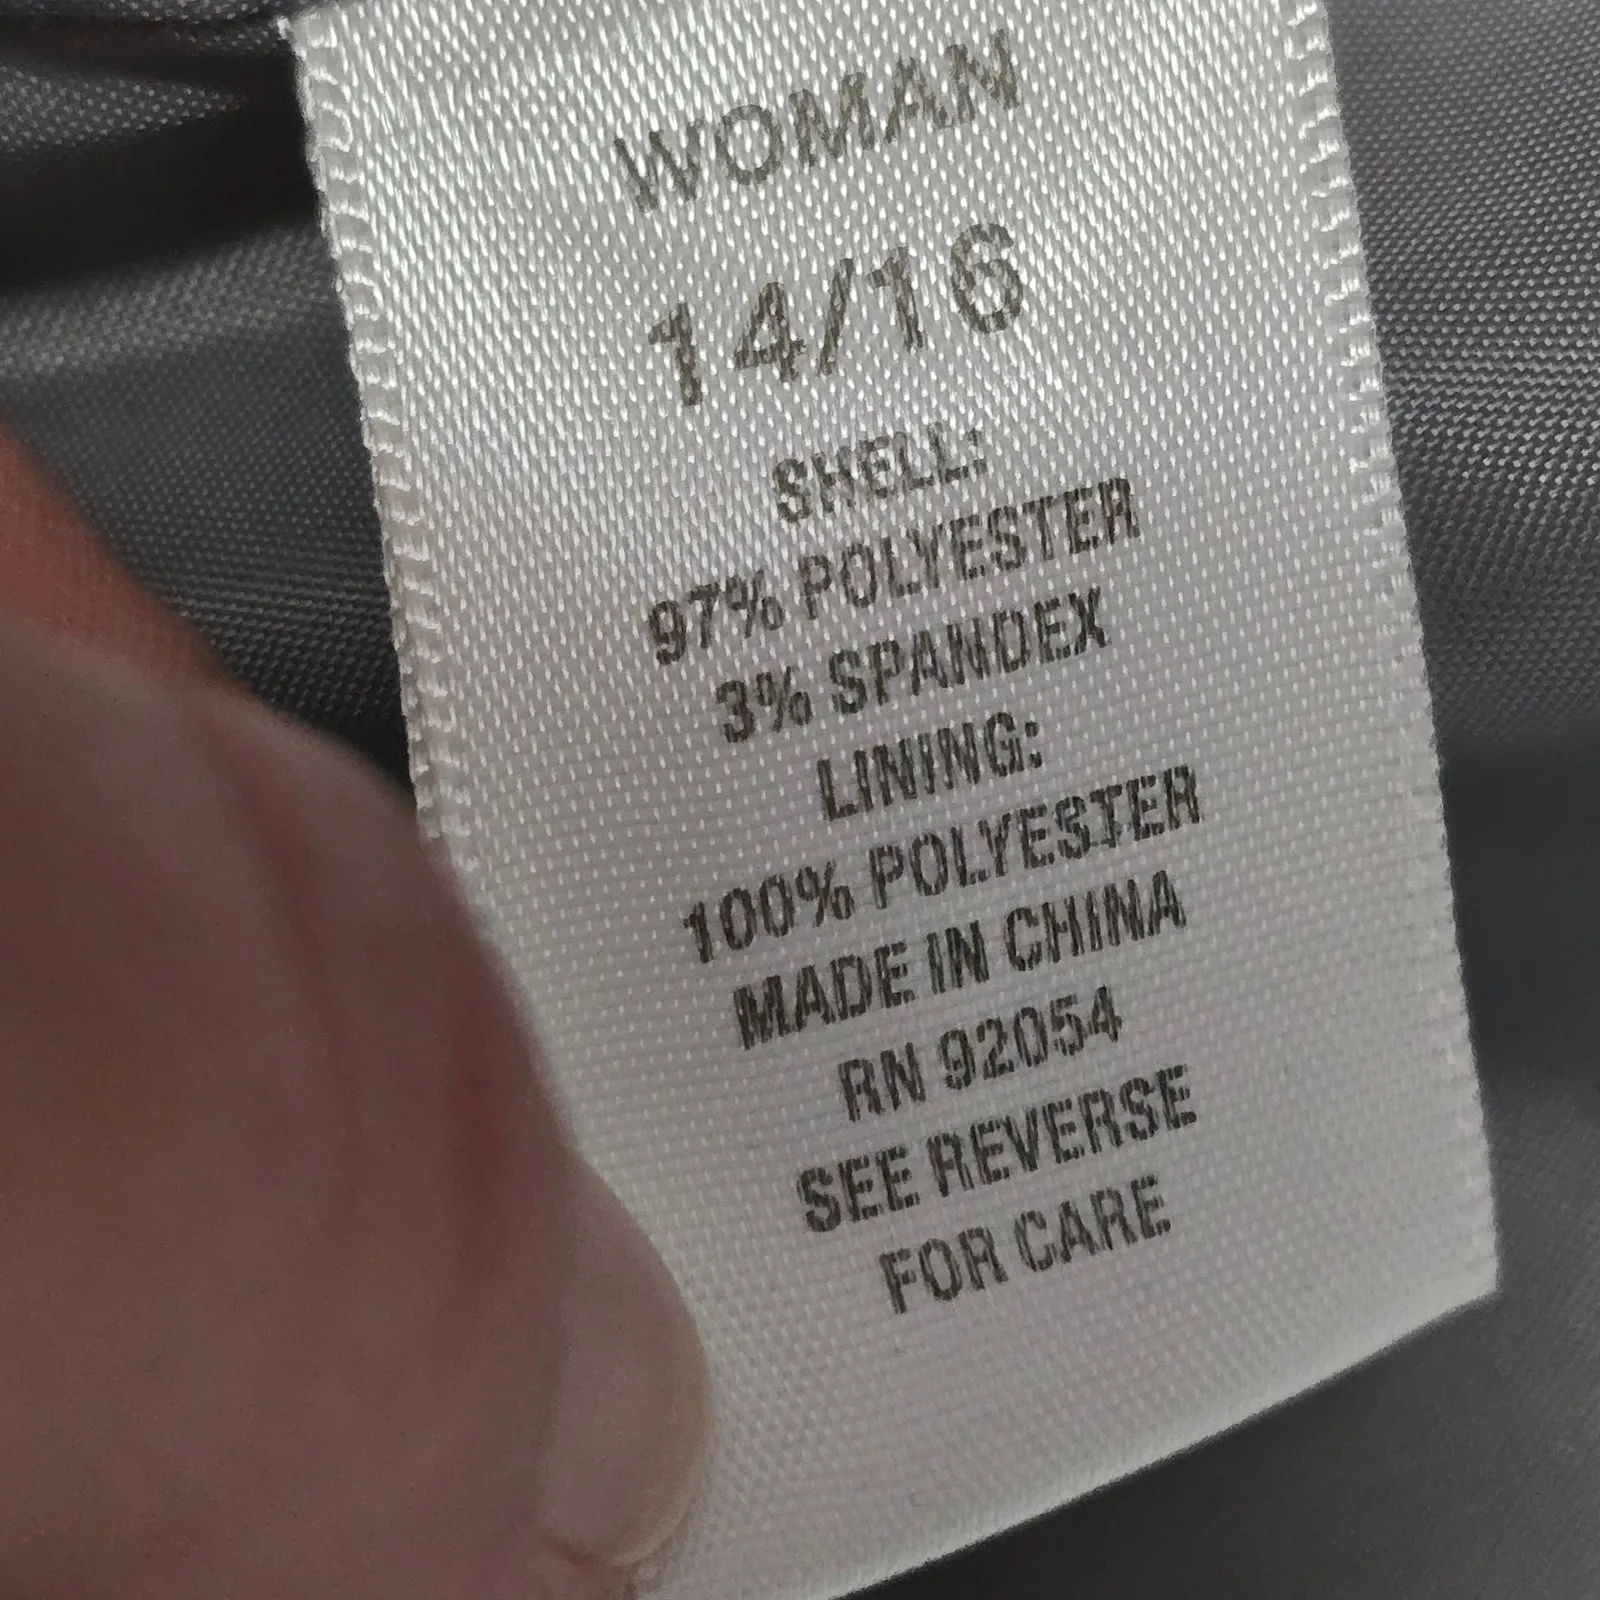 WOMAN
14/16
SHELL:
97% POLYESTER
3% SPANDEX
LINING:
100% POLYESTER
MADE IN CHINA
RN 92054
SEE REVERSE
FOR CARE